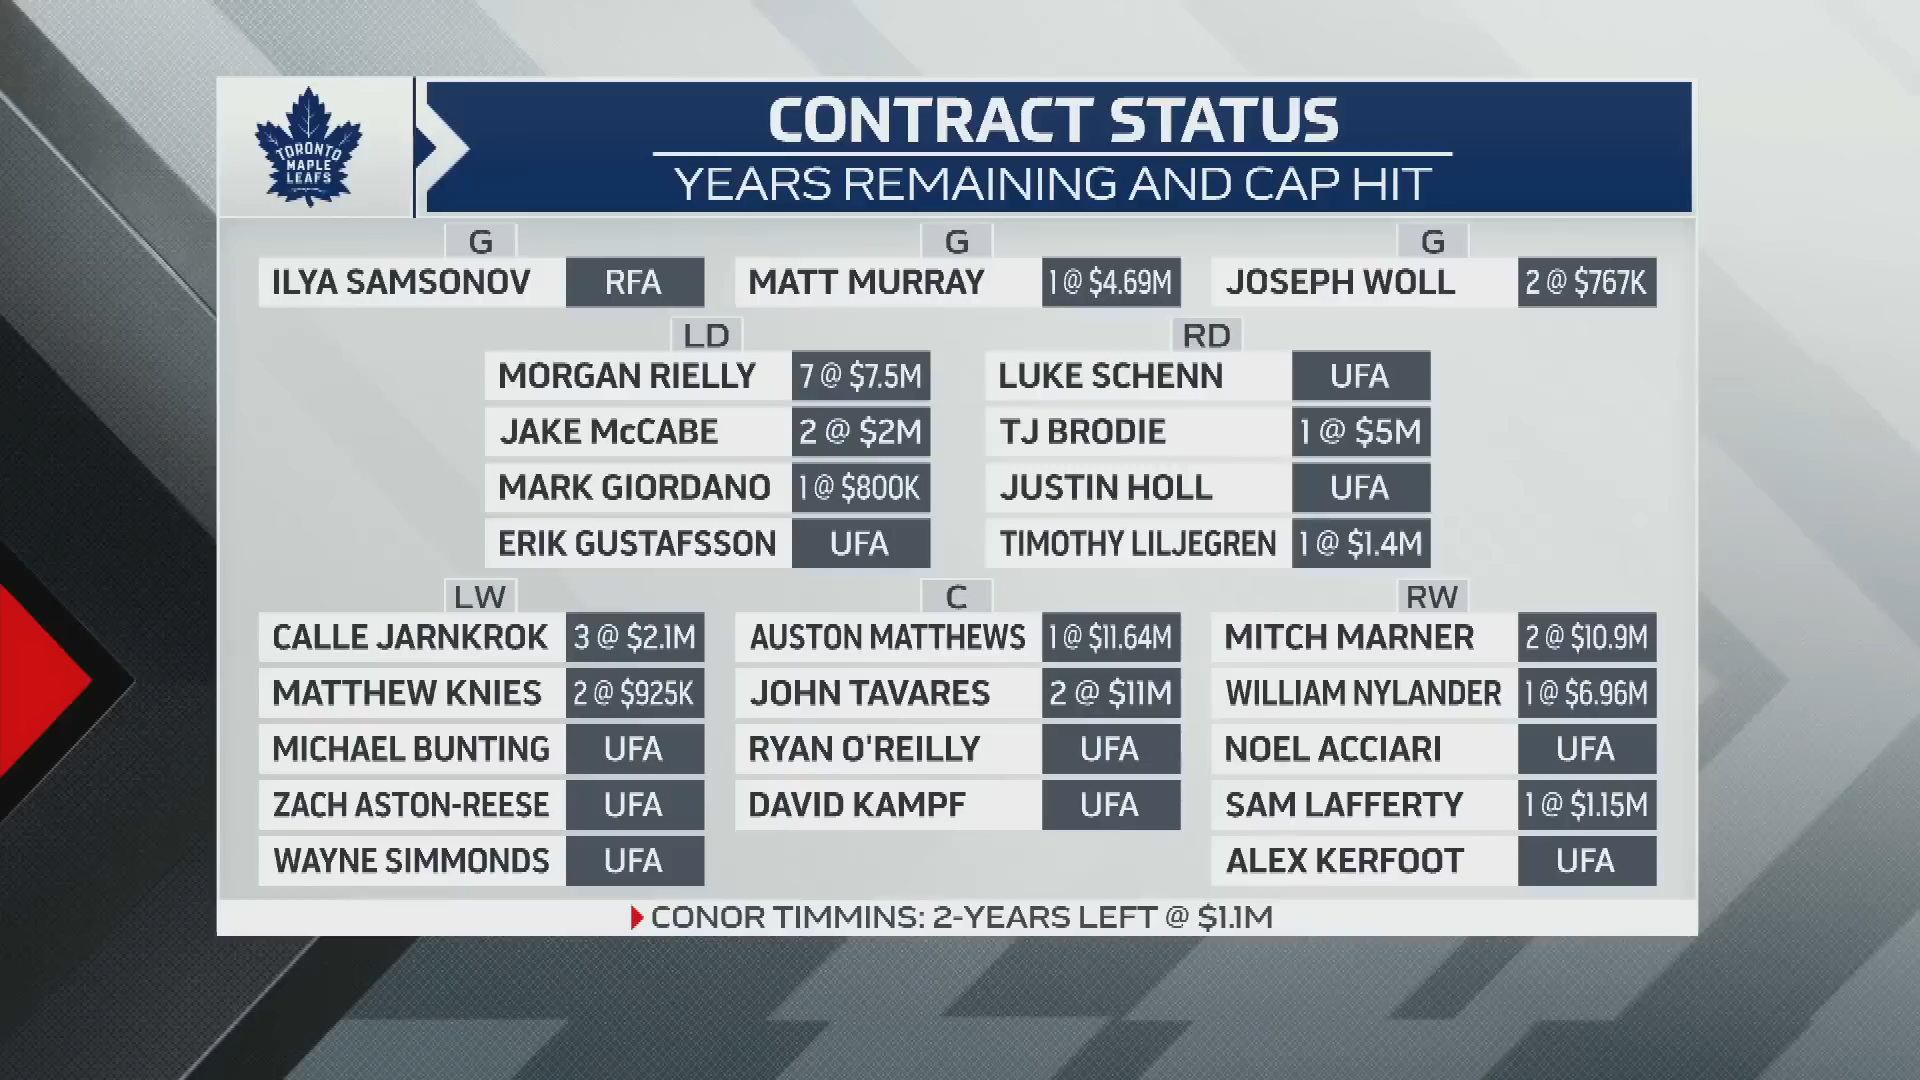 TORONTO
MAPLE
LEAFS
CONTRACT STATUS
YEARS REMAINING AND CAP HIT
G G G
ILYA SAMSONOV RFA MATT MURRAY 1 @ $4.69M JOSEPH WOLL 2 @ $767K
LD RD
MORGAN RIELLY 7 @ $7.5M LUKE SCHENN UFA
JAKE McCABE 2 @ $2M TJ BRODIE 1 @ $5M
MARK GIORDANO 1 @ $800K JUSTIN HOLL UFA
ERIK GUSTAFSSON UFA TIMOTHY LILJEGREN 1 @ $1.4M
LW C RW
CALLE JARNKROK 3 @ $2.1M AUSTON MATTHEWS 1 @ $11.64M MITCH MARNER 2 @ $10.9M
MATTHEW KNIES 2 @ $925K JOHN TAVARES 2 @ $11M WILLIAM NYLANDER 1 @ $6.96M
MICHAEL BUNTING UFA RYAN O'REILLY UFA NOEL ACCIARI UFA
ZACH ASTON-REESE UFA DAVID KAMPF UFA SAM LAFFERTY 1 @ $1.15M
WAYNE SIMMONDS UFA ALEX KERFOOT UFA
CONOR TIMMINS: 2-YEARS LEFT @ $1.1M